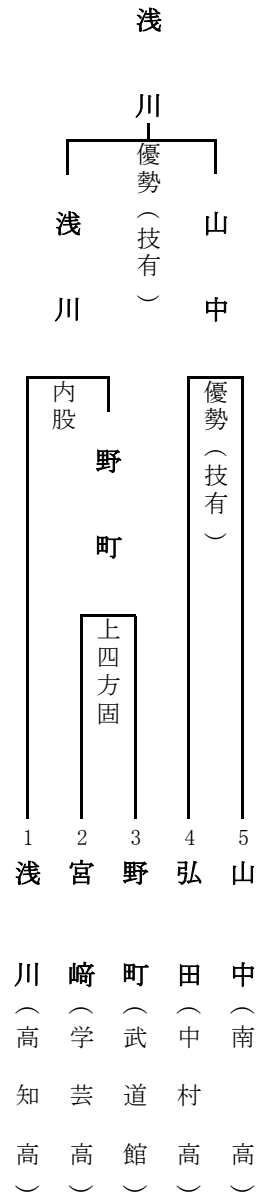 浅川
優勢（技有）
浅川
山中
内股
優勢（技有）
野町
上四方固
1 2 3 4 5
浅川（高知高）
宮﨑（学芸高）
野町（武道館）
弘田（中村高）
山中（南高）